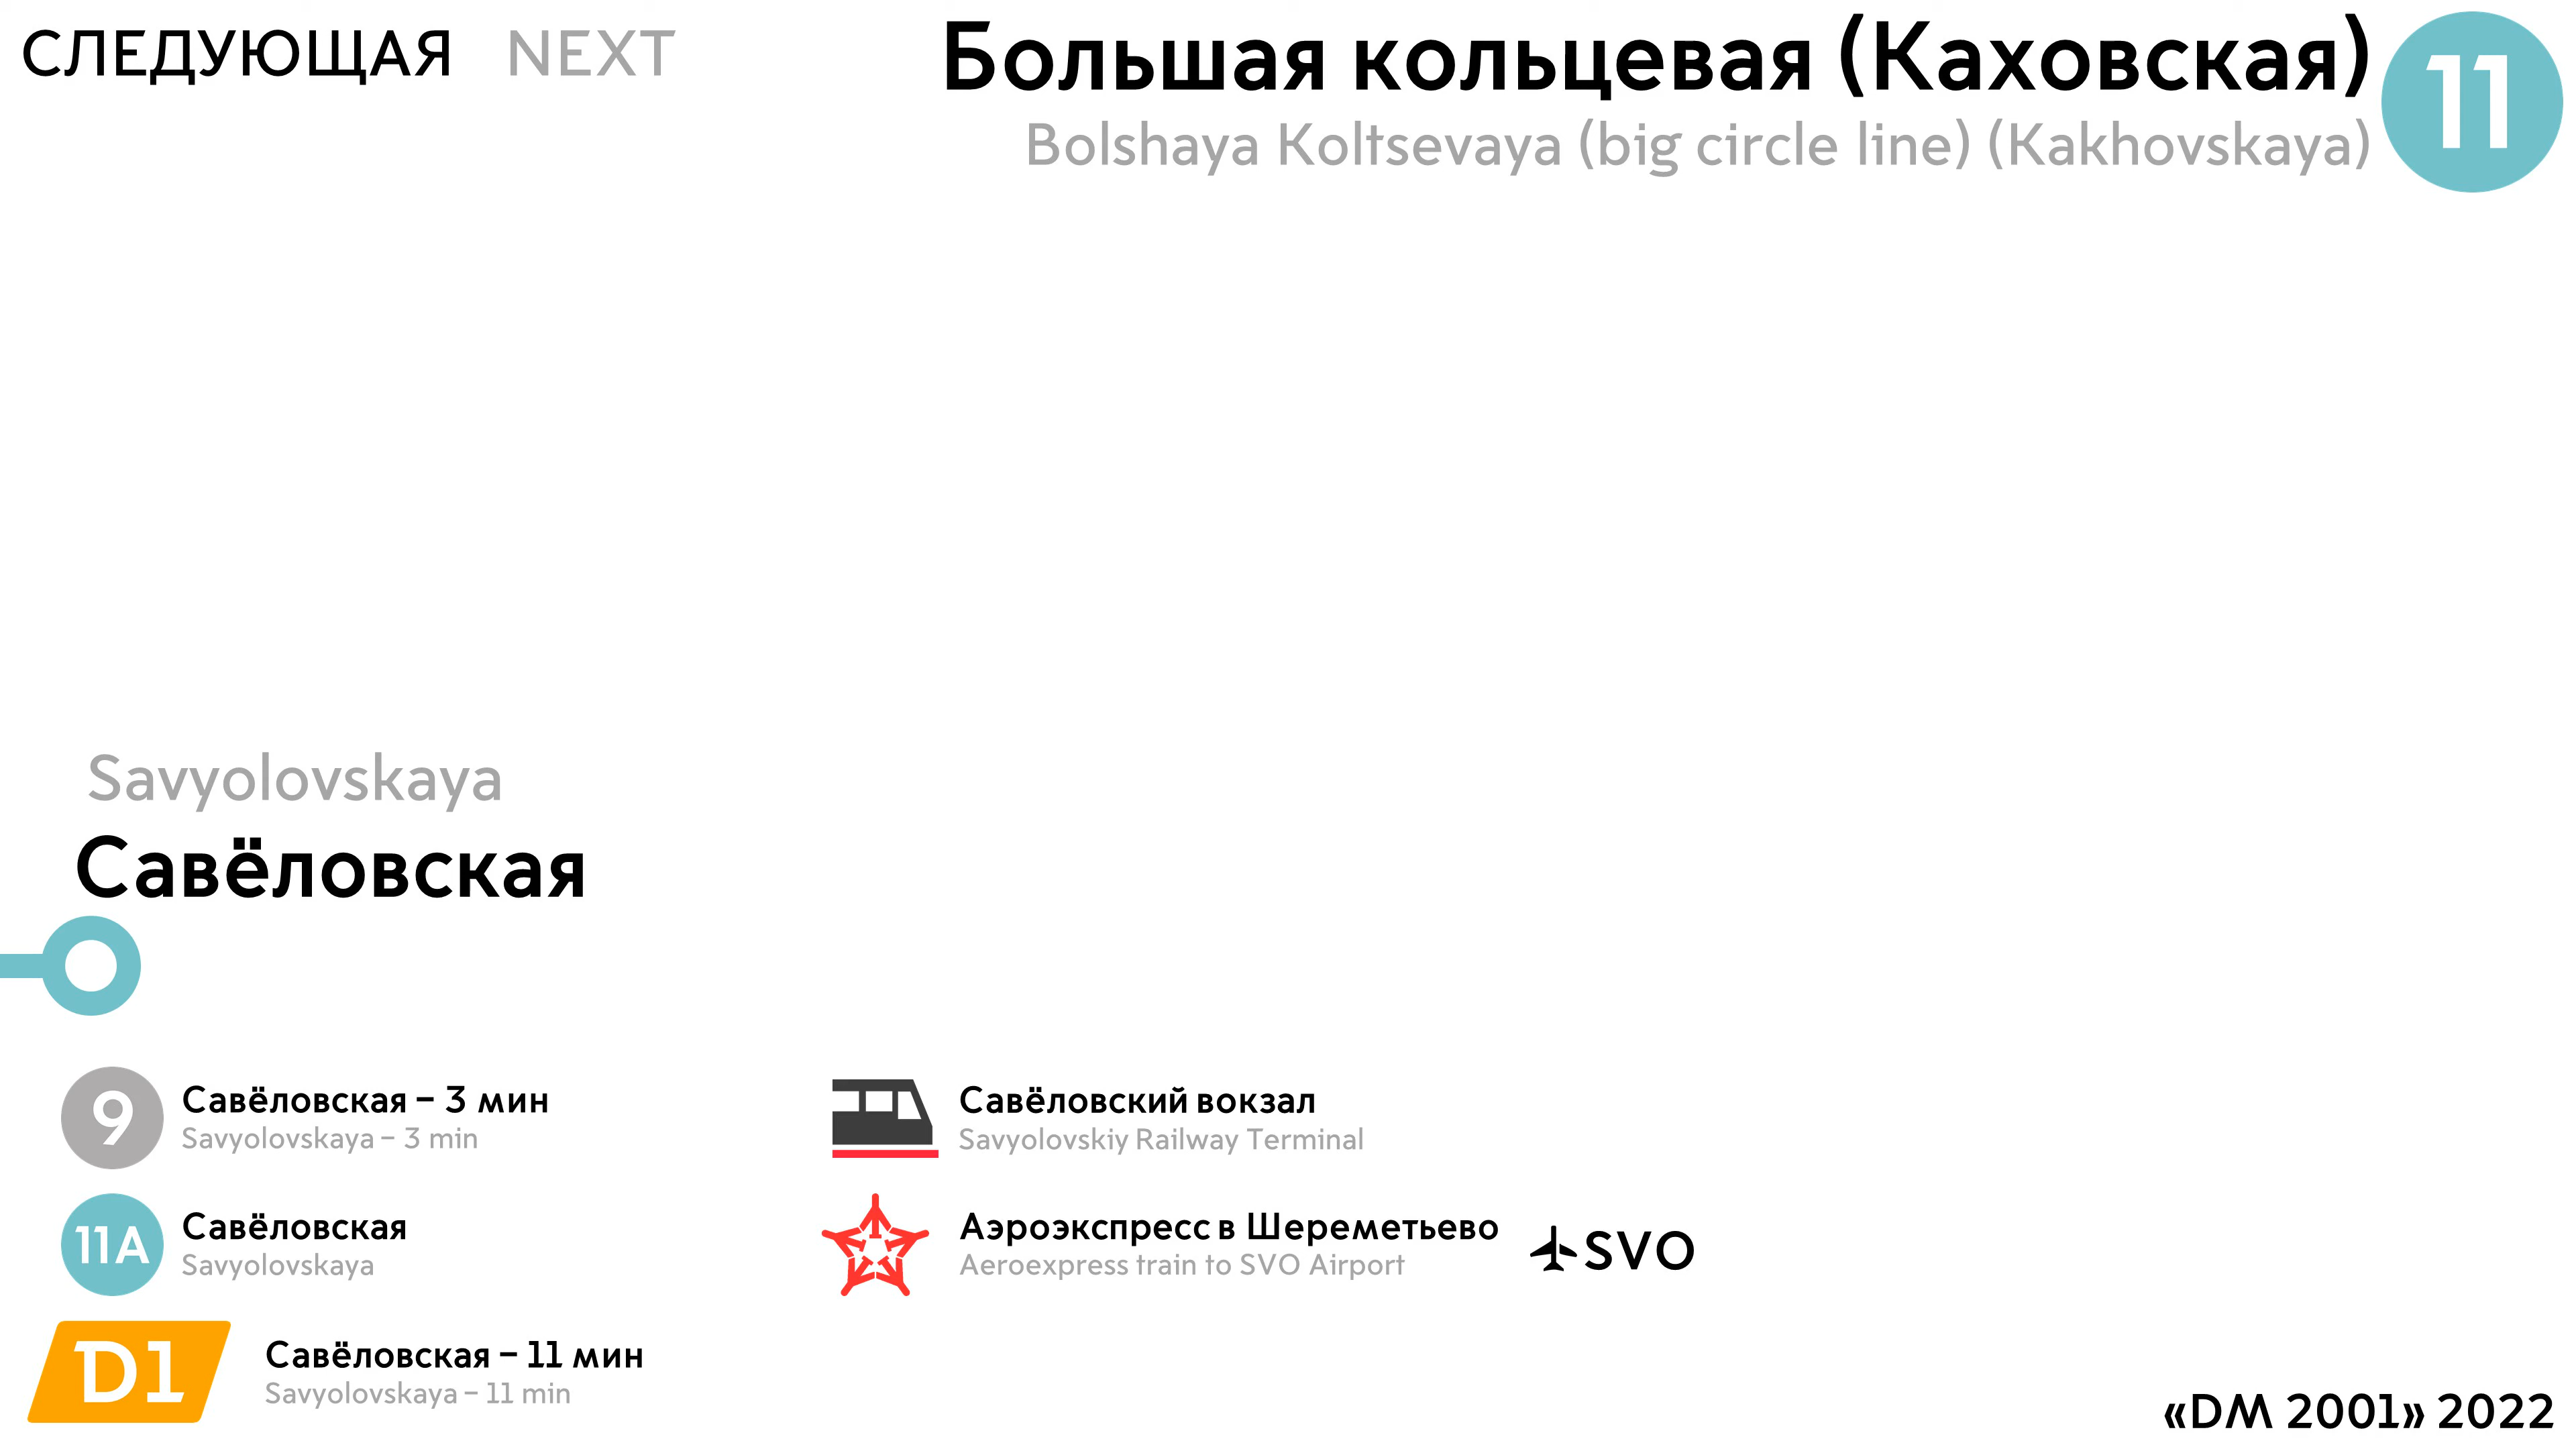 СЛЕДУЮЩАЯ NEXT
Большая кольцевая (Каховская) 11
Bolshaya Koltsevaya (big circle line) (Kakhovskaya)
Savyolovskaya
Савёловская
9 Савёловская – 3 мин
Savyolovskaya – 3 min
11А Савёловская
Savyolovskaya
D1 Савёловская – 11 мин
Savyolovskaya – 11 min
Савёловский вокзал
Savyolovskiy Railway Terminal
Аэроэкспресс в Шереметьево SVO
Aeroexpress train to SVO Airport
«DM 2001» 2022